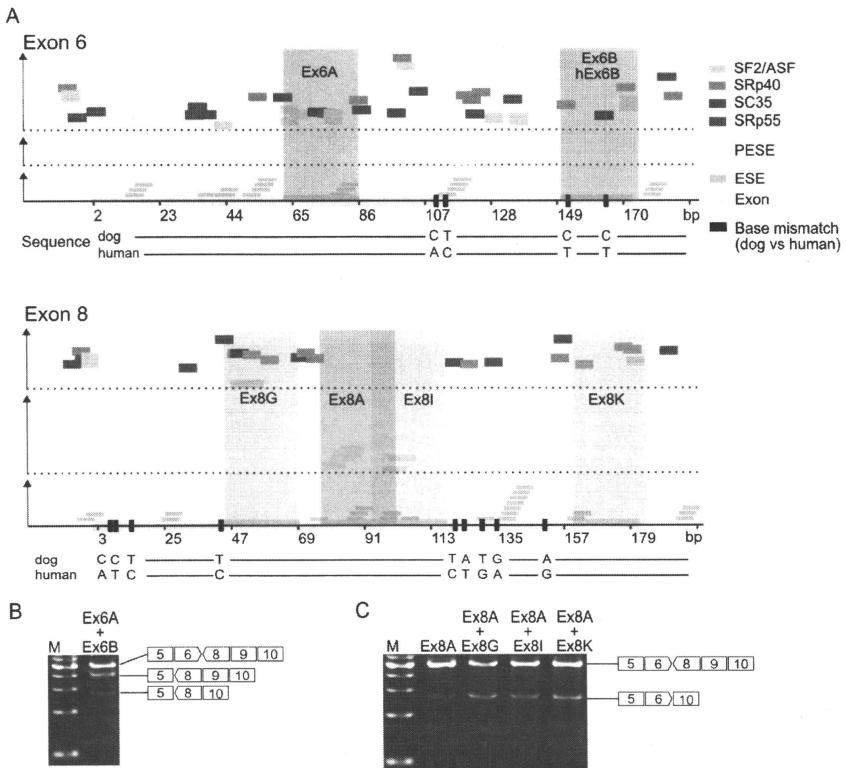 A
Exon 6
Ex6A
Ex6B
hEx6B
SF2/ASF
SRp40
SC35
SRp55
PESE
ESE
Exon
Base mismatch
(dog vs human)
2 23 44 65 86 107 128 149 170 bp
Sequence
dog C T C C
human A C T T
Exon 8
Ex8G Ex8A Ex8I Ex8K
3 25 47 69 91 113 135 157 179 bp
dog C C T T T A T G A
human A T C C C T G A G
B
Ex6A
+
Ex6B
M
5 6 8 9 10
5 8 9 10
5 8 10
C
M
Ex8A
Ex8A
+
Ex8G
Ex8A
+
Ex8I
Ex8A
+
Ex8K
5 6 8 9 10
5 6 10